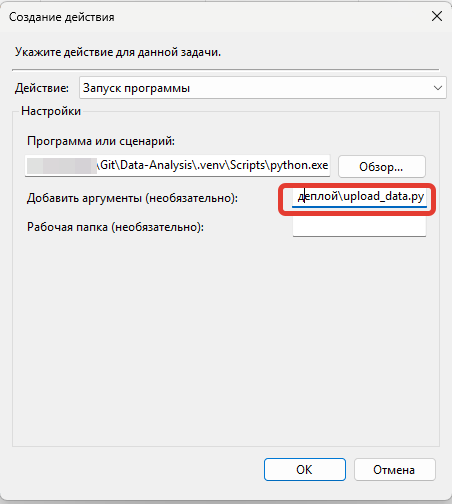 Создание действия
Укажите действие для данной задачи.
Действие: Запуск программы
Настройки
Программа или сценарий:
\Git\Data-Analysis\.venv\Scripts\python.exe Обзор...
Добавить аргументы (необязательно): деплой\upload_data.py
Рабочая папка (необязательно):
ОК Отмена